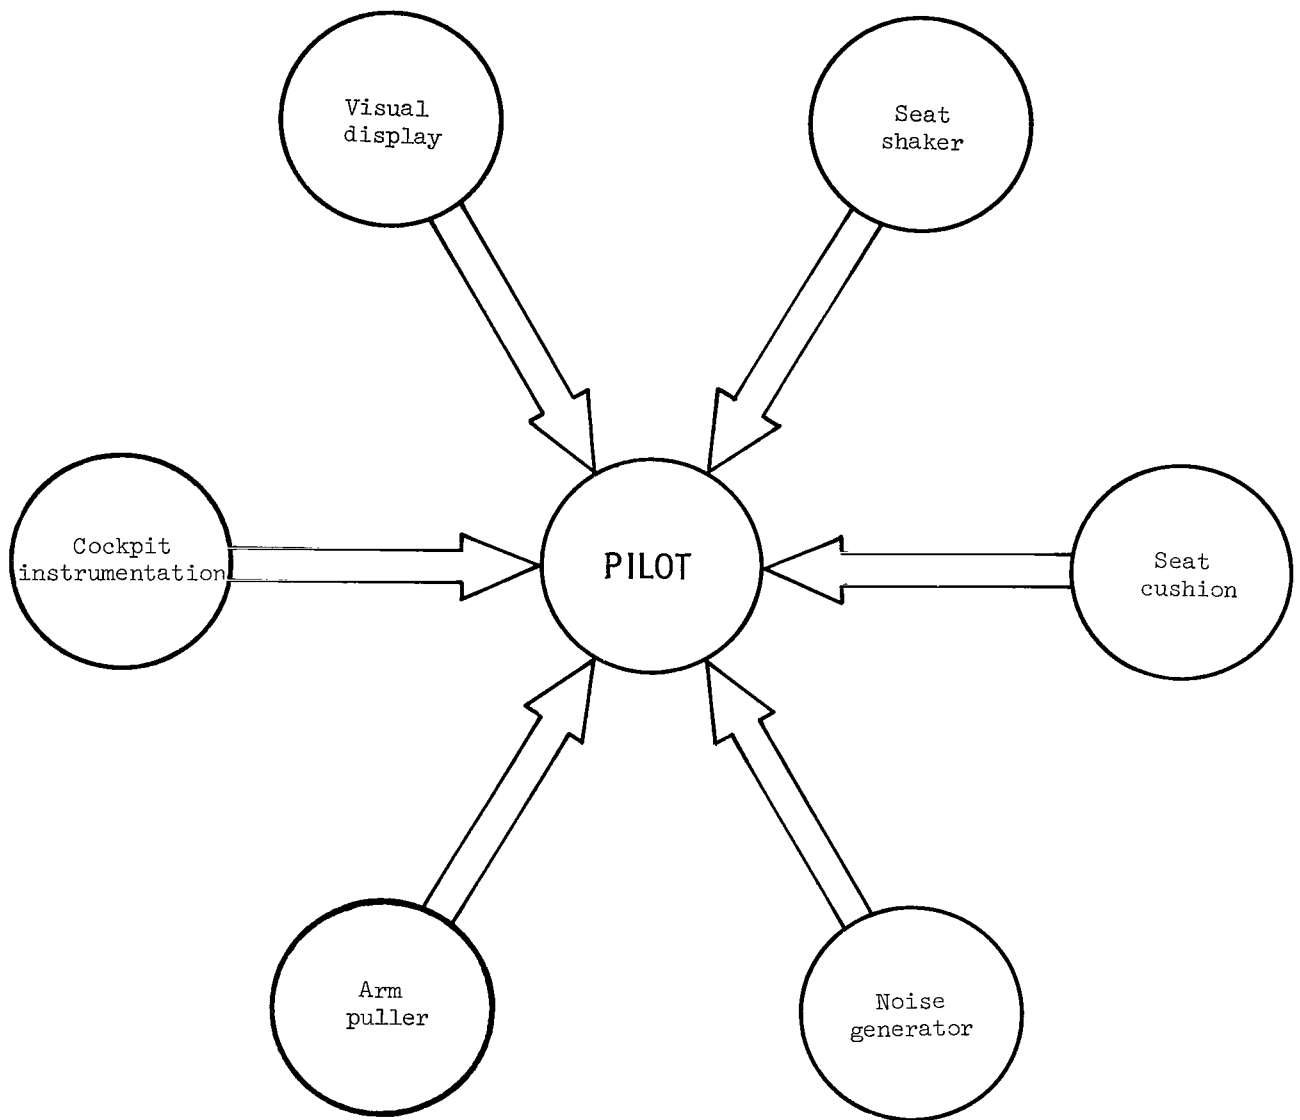 Visual
display
Seat
shaker
Cockpit
instrumentation
PILOT
Seat
cushion
Arm
puller
Noise
generator